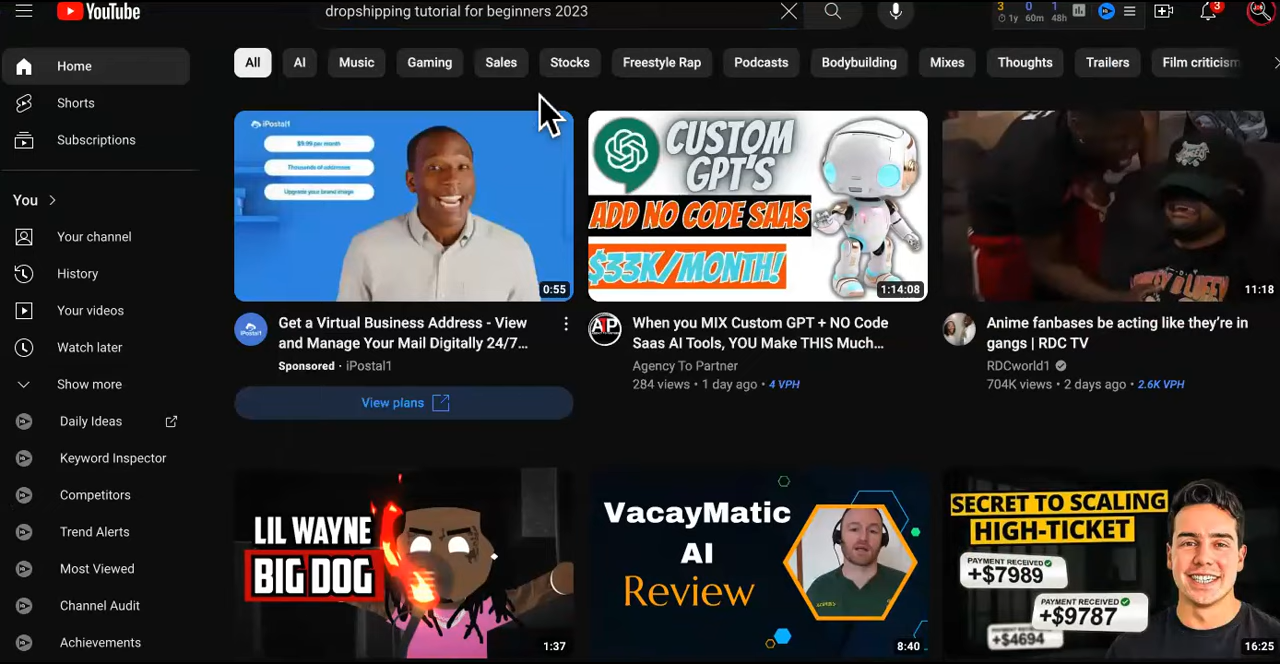 YouTube
dropshipping tutorial for beginners 2023
3 0 1
1y 60m 48h
3
Home
Shorts
Subscriptions
You
Your channel
History
Your videos
Watch later
Show more
Daily Ideas
Keyword Inspector
Competitors
Trend Alerts
Most Viewed
Channel Audit
Achievements
All AI Music Gaming Sales Stocks Freestyle Rap Podcasts Bodybuilding Mixes Thoughts Trailers Film criticism
iPostal1
$9.99 per month
Thousands of addresses
Upgrade your brand image
0:55
iPostal1
Get a Virtual Business Address - View
and Manage Your Mail Digitally 24/7...
Sponsored · iPostal1
View plans
CUSTOM
GPT'S
ADD NO CODE SAAS
$33K/MONTH!
1:14:08
ATP
When you MIX Custom GPT + NO Code
Saas AI Tools, YOU Make THIS Much...
Agency To Partner
284 views · 1 day ago · 4 VPH
11:18
Anime fanbases be acting like they're in
gangs | RDC TV
RDCworld1
704K views · 2 days ago · 2.6K VPH
LIL WAYNE
BIG DOG
1:37
VacayMatic
AI
Review
8:40
SECRET TO SCALING
HIGH-TICKET
PAYMENT RECEIVED
+$7989
PAYMENT RECEIVED
+$9787
+$4694
16:25